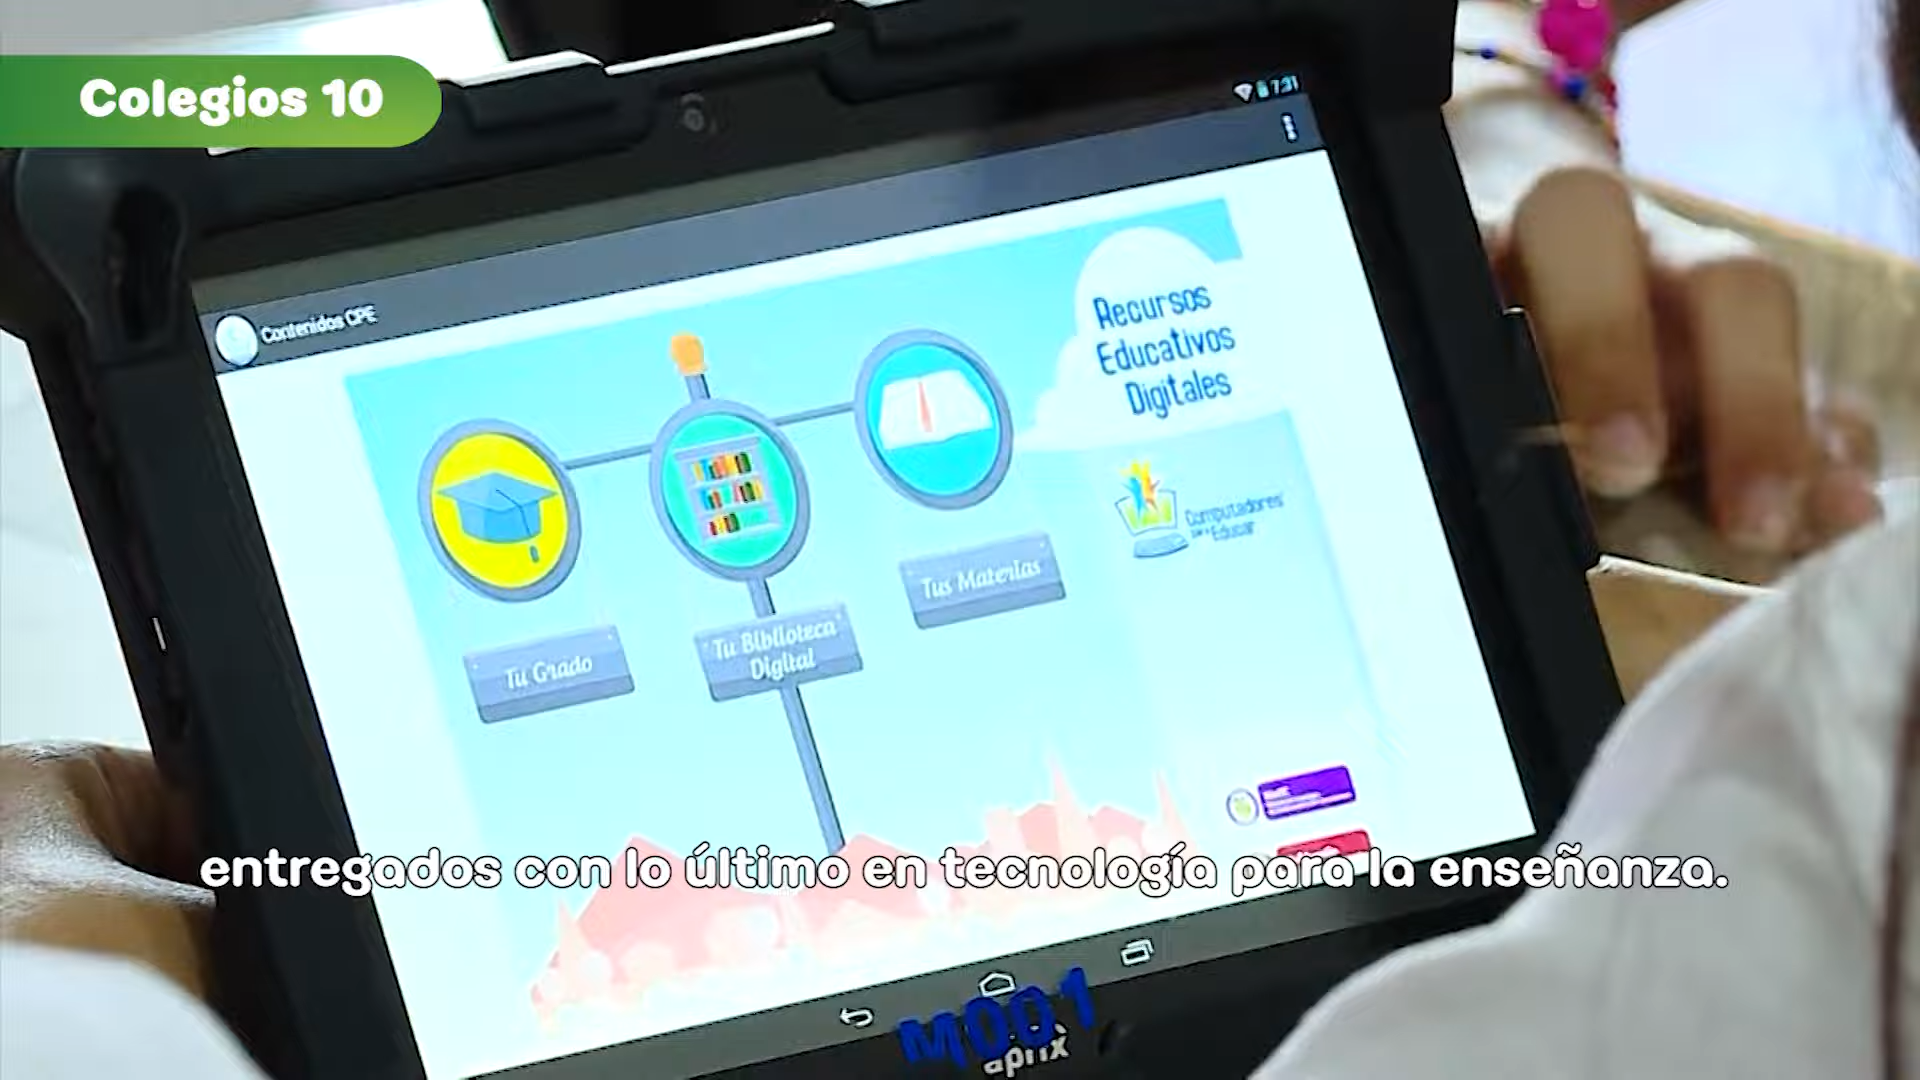 Colegios 10
7:31
Contenidos CPE
Recursos
Educativos
Digitales
Computadores
para Educar
Tus Materias
Tu Biblioteca
Digital
Tu Grado
entregados con lo último en tecnología para la enseñanza.
M001
aprix